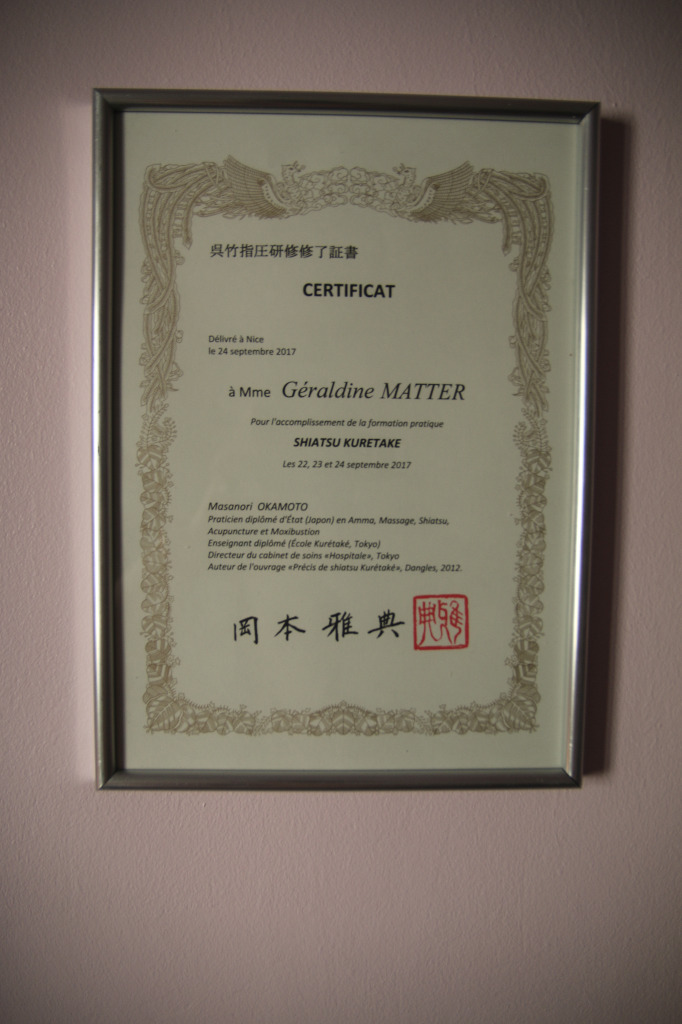 呉竹指圧研修修了証書
CERTIFICAT
Délivré à Nice
le 24 septembre 2017
à Mme Géraldine MATTER
Pour l'accomplissement de la formation pratique
SHIATSU KURETAKE
Les 22, 23 et 24 septembre 2017
Masanori OKAMOTO
Praticien diplômé d'État (Japon) en Amma, Massage, Shiatsu,
Acupuncture et Moxibustion
Enseignant diplômé (École Kurétaké, Tokyo)
Directeur du cabinet de soins «Hospitale», Tokyo
Auteur de l'ouvrage «Précis de shiatsu Kurétaké», Dangles, 2012.
岡本雅典 雅典